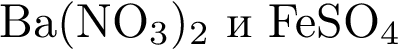 Ba(NO₃)₂ и FeSO₄